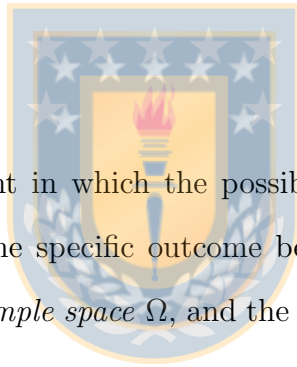 nt in which the possib
he specific outcome be
mple space Ω, and the